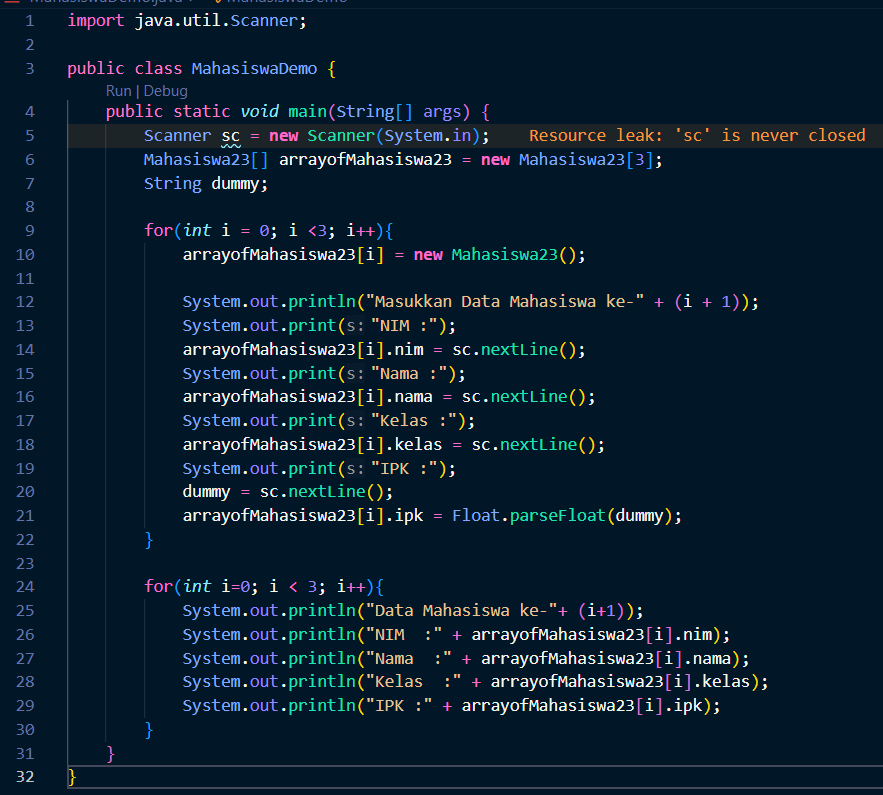 MahasiswaDemo.java > MahasiswaDemo
1 import java.util.Scanner;
2
3 public class MahasiswaDemo {
Run | Debug
4 public static void main(String[] args) {
5 Scanner sc = new Scanner(System.in); Resource leak: 'sc' is never closed
6 Mahasiswa23[] arrayofMahasiswa23 = new Mahasiswa23[3];
7 String dummy;
8
9 for(int i = 0; i <3; i++){
10 arrayofMahasiswa23[i] = new Mahasiswa23();
11
12 System.out.println("Masukkan Data Mahasiswa ke-" + (i + 1));
13 System.out.print(s: "NIM :");
14 arrayofMahasiswa23[i].nim = sc.nextLine();
15 System.out.print(s: "Nama :");
16 arrayofMahasiswa23[i].nama = sc.nextLine();
17 System.out.print(s: "Kelas :");
18 arrayofMahasiswa23[i].kelas = sc.nextLine();
19 System.out.print(s: "IPK :");
20 dummy = sc.nextLine();
21 arrayofMahasiswa23[i].ipk = Float.parseFloat(dummy);
22 }
23
24 for(int i=0; i < 3; i++){
25 System.out.println("Data Mahasiswa ke-"+ (i+1));
26 System.out.println("NIM  :" + arrayofMahasiswa23[i].nim);
27 System.out.println("Nama  :" + arrayofMahasiswa23[i].nama);
28 System.out.println("Kelas  :" + arrayofMahasiswa23[i].kelas);
29 System.out.println("IPK :" + arrayofMahasiswa23[i].ipk);
30 }
31 }
32 }